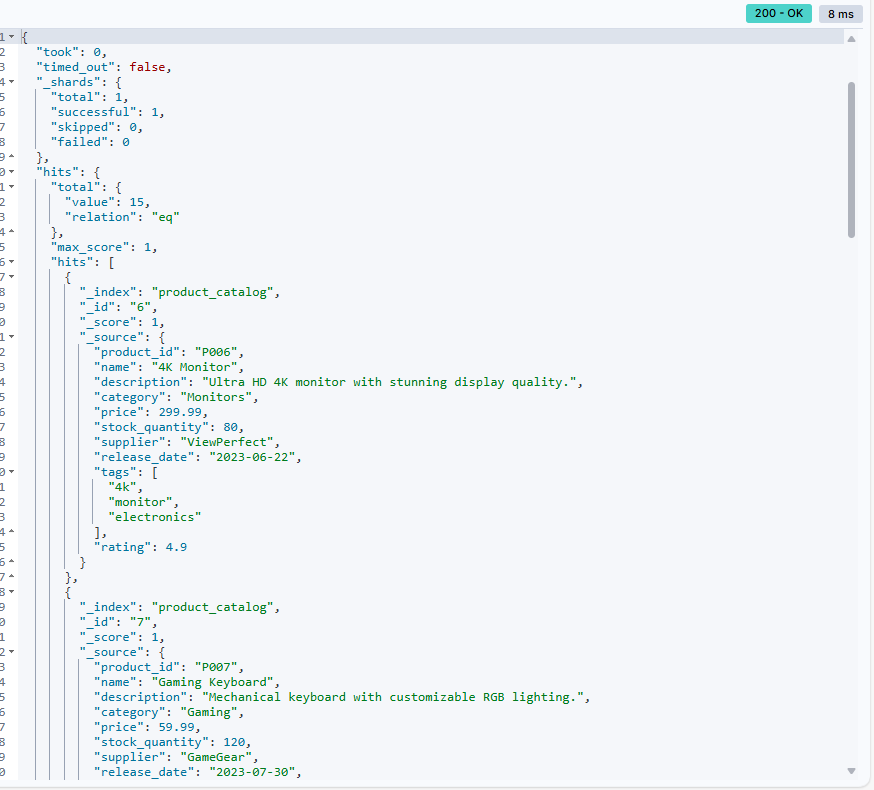 200 - OK 8 ms
1 {
2 "took": 0,
3 "timed_out": false,
4 "_shards": {
5 "total": 1,
6 "successful": 1,
7 "skipped": 0,
8 "failed": 0
9 },
0 "hits": {
1 "total": {
2 "value": 15,
3 "relation": "eq"
4 },
5 "max_score": 1,
6 "hits": [
7 {
8 "_index": "product_catalog",
9 "_id": "6",
0 "_score": 1,
1 "_source": {
2 "product_id": "P006",
3 "name": "4K Monitor",
4 "description": "Ultra HD 4K monitor with stunning display quality.",
5 "category": "Monitors",
6 "price": 299.99,
7 "stock_quantity": 80,
8 "supplier": "ViewPerfect",
9 "release_date": "2023-06-22",
0 "tags": [
1 "4k",
2 "monitor",
3 "electronics"
4 ],
5 "rating": 4.9
6 }
7 },
8 {
9 "_index": "product_catalog",
0 "_id": "7",
1 "_score": 1,
2 "_source": {
3 "product_id": "P007",
4 "name": "Gaming Keyboard",
5 "description": "Mechanical keyboard with customizable RGB lighting.",
6 "category": "Gaming",
7 "price": 59.99,
8 "stock_quantity": 120,
9 "supplier": "GameGear",
0 "release_date": "2023-07-30",